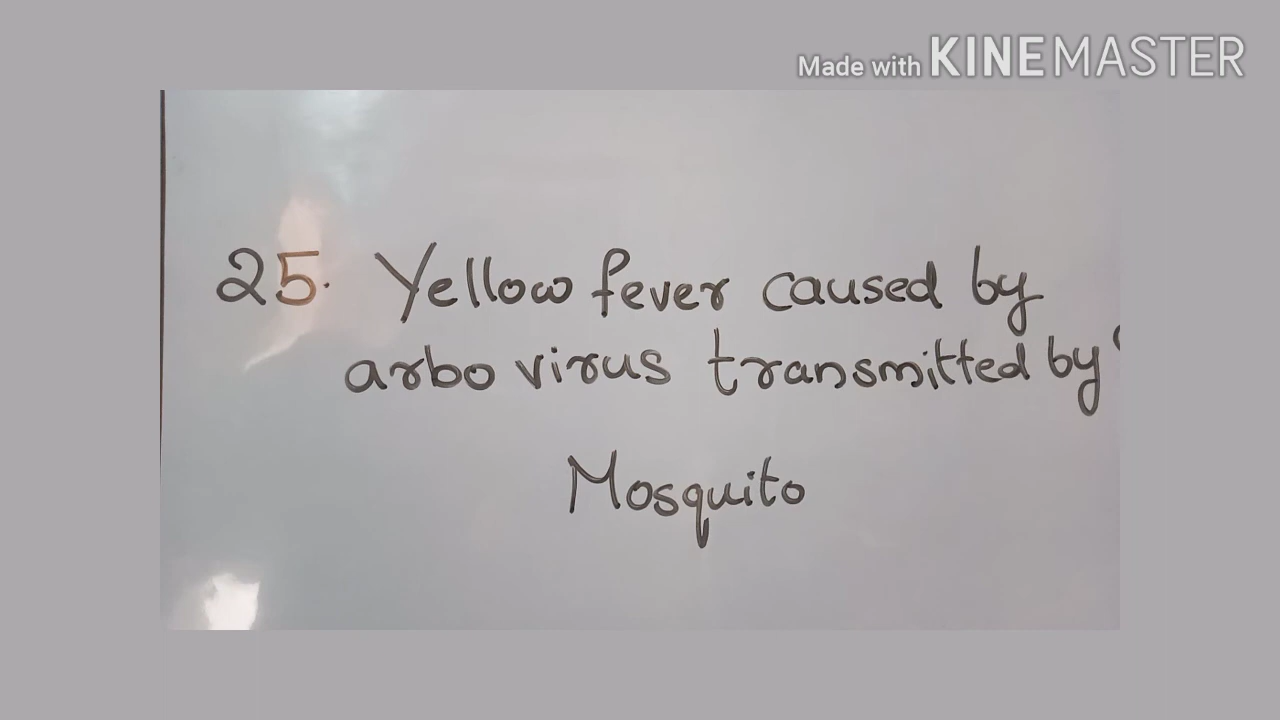 Made with KINEMASTER
25. Yellow fever caused by
arbo virus transmitted by
Mosquito